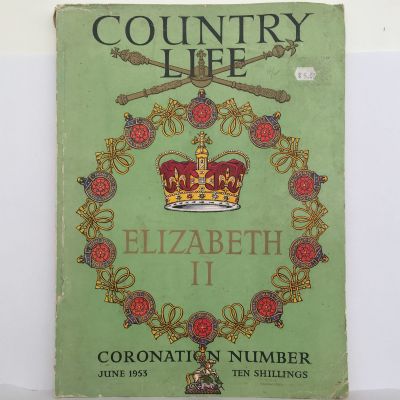 COUNTRY
LIFE
ELIZABETH
II
CORONATION NUMBER
JUNE 1953 TEN SHILLINGS